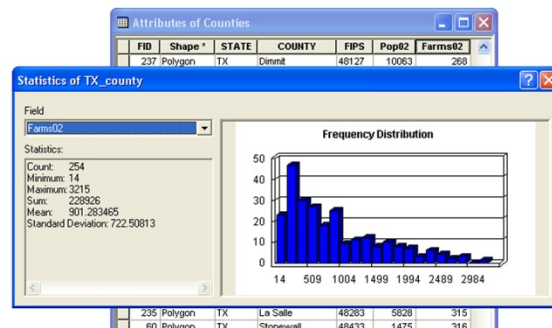 Attributes of Counties
FID Shape * STATE COUNTY FIPS Pop02 Farms02
237 Polygon TX Dimmit 48127 10063 268
Statistics of TX_county
Field
Farms02
Statistics:
Count: 254
Minimum: 14
Maximum: 3215
Sum: 228926
Mean: 901.283465
Standard Deviation: 722.50813
Frequency Distribution
50
40
30
20
10
0
14 509 1004 1499 1994 2489 2984
235 Polygon TX La Salle 48283 5828 315
60 Polygon TX Stonewall 48433 1475 316